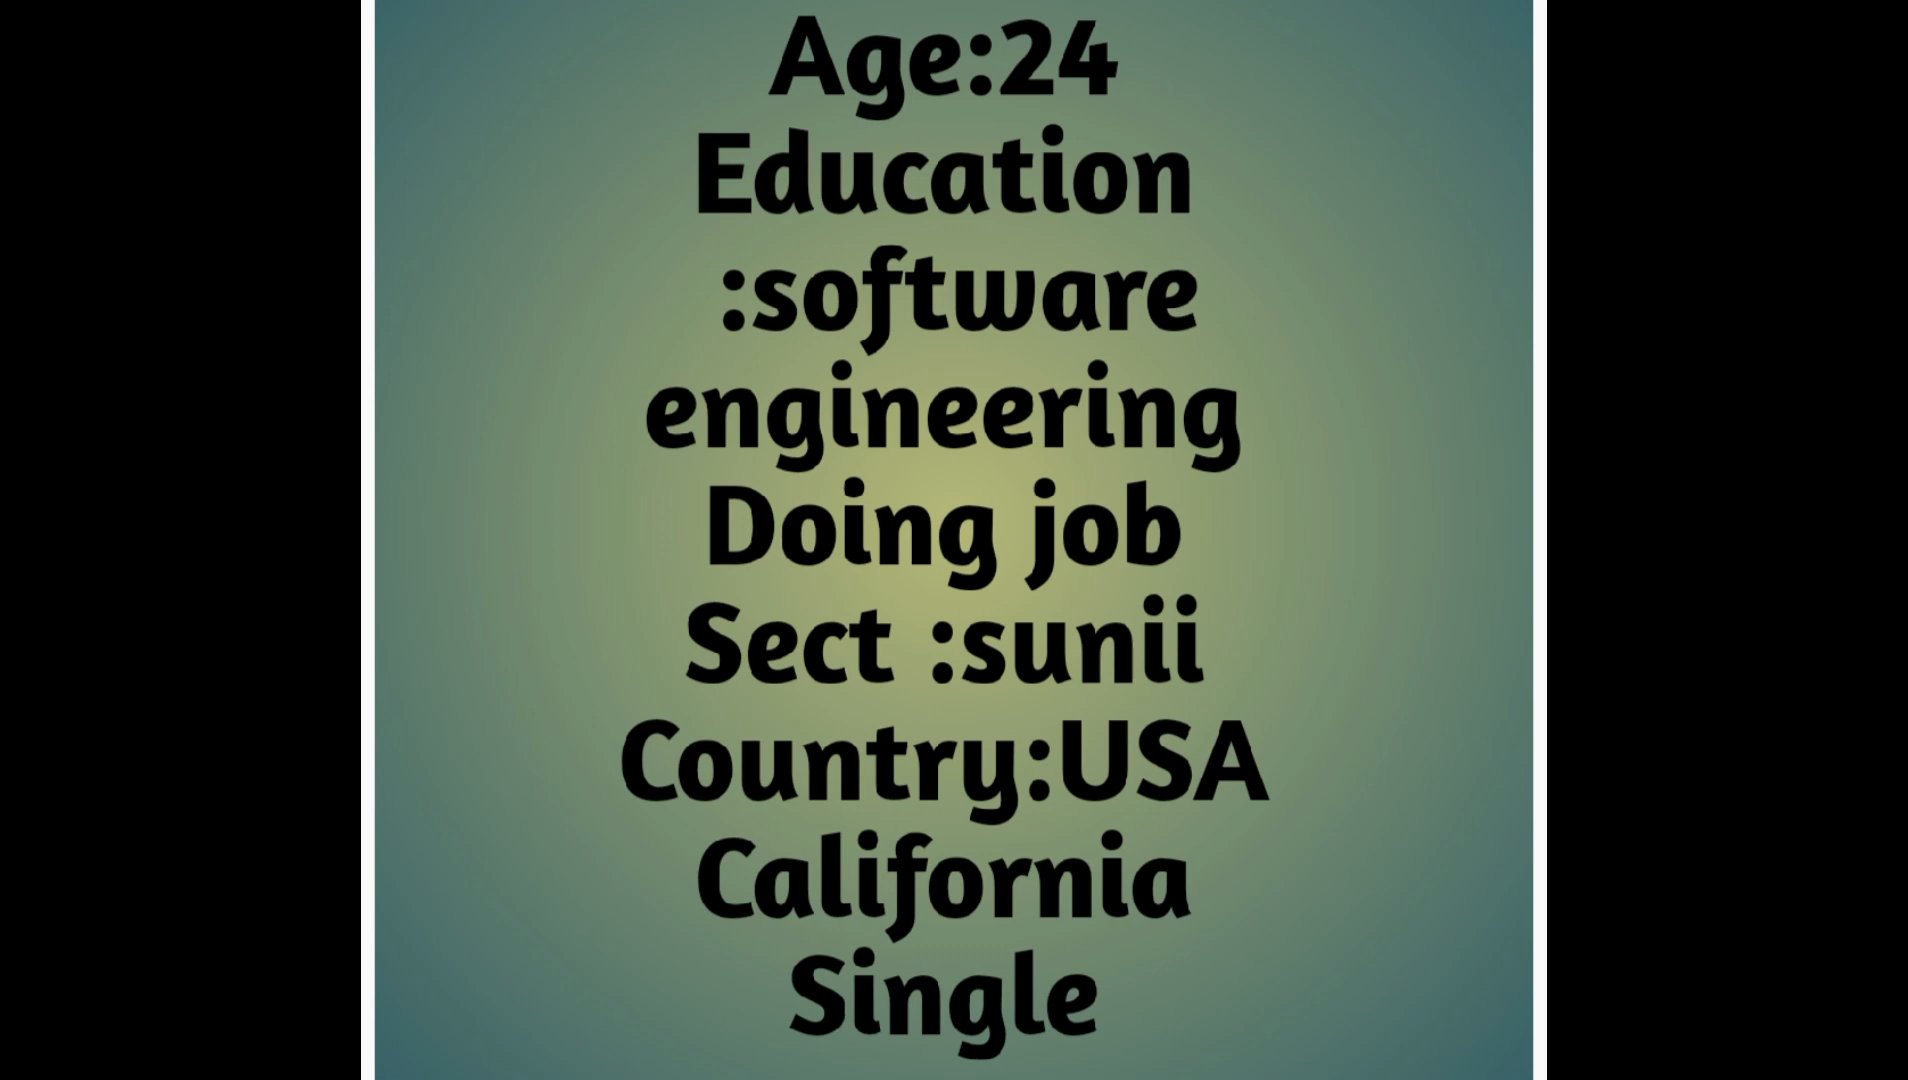 Age:24
Education
:software
engineering
Doing job
Sect :sunii
Country:USA
California
Single